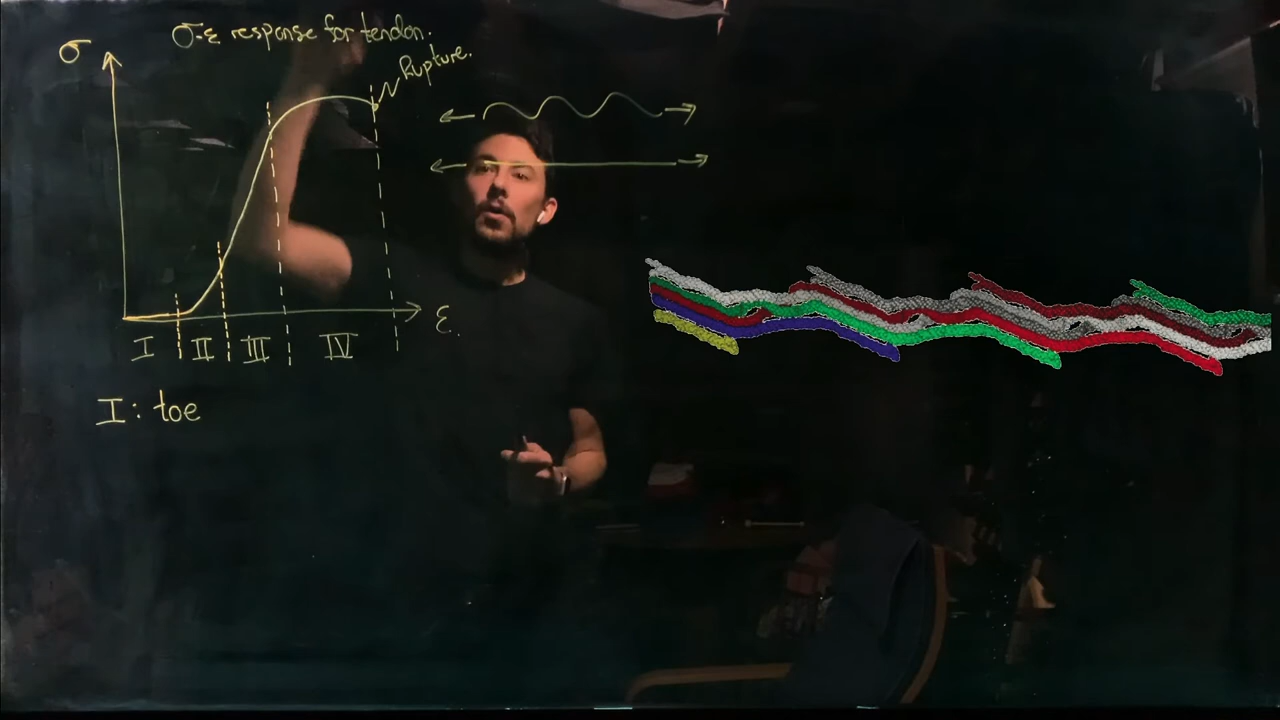 σ-ε response for tendon.
σ
Rupture.
ε.
I II III IV
I: toe